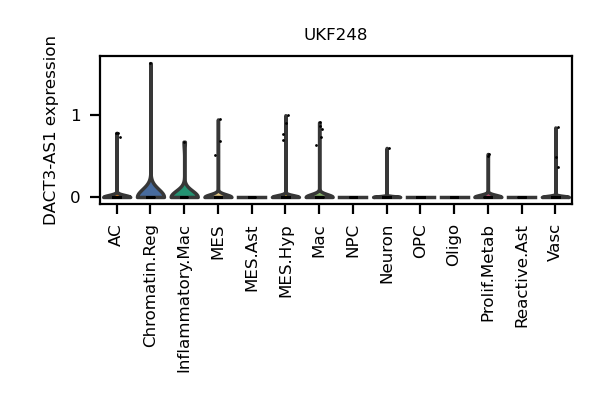 UKF248
DACT3-AS1 expression
1
0
AC
Chromatin.Reg
Inflammatory.Mac
MES
MES.Ast
MES.Hyp
Mac
NPC
Neuron
OPC
Oligo
Prolif.Metab
Reactive.Ast
Vasc